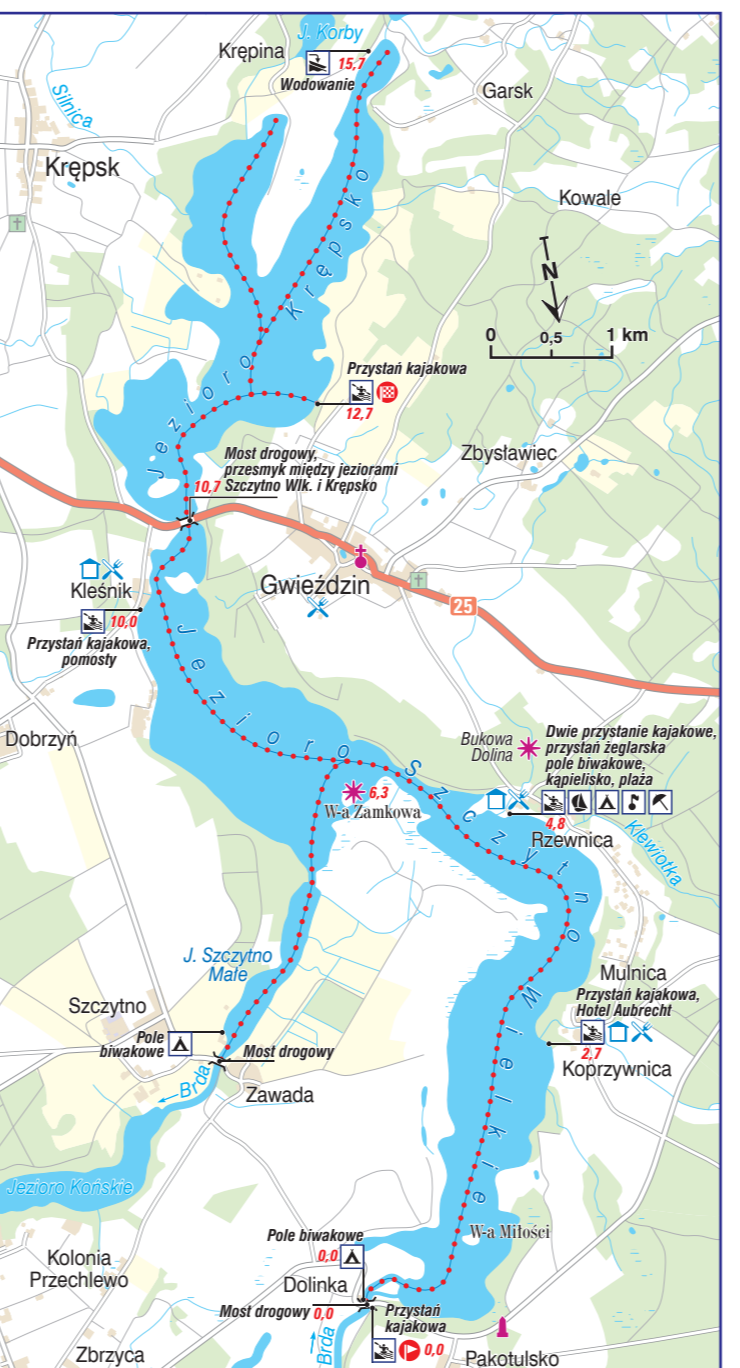 J. Korby
Krępina
15,7
Wodowanie
Silnica
Garsk
Krępsk
Kowale
Jezioro Krępsko
N
0 0,5 1 km
Przystań kajakowa
12,7
Most drogowy,
przesmyk między jeziorami
10,7 Szczytno Wlk. i Krępsko
Zbysławiec
Gwieździn
25
Kleśnik
10,0
Przystań kajakowa,
pomosty
Dobrzyń
Jezioro Szczytno Wielkie
Bukowa
Dolina
Dwie przystanie kajakowe,
przystań żeglarska
pole biwakowe,
kąpielisko, plaża
4,8
Rzewnica
Klewiotka
6,3
W-a Zamkowa
Mulnica
Przystań kajakowa,
Hotel Aubrecht
2,7
Koprzywnica
J. Szczytno
Małe
Szczytno
Pole
biwakowe
Most drogowy
Brda
Zawada
Jezioro Końskie
W-a Miłości
Kolonia
Przechlewo
Pole biwakowe
0,0
Dolinka
Most drogowy 0,0
Przystań
kajakowa
0,0
Brda
Zbrzyca
Pakotulsko